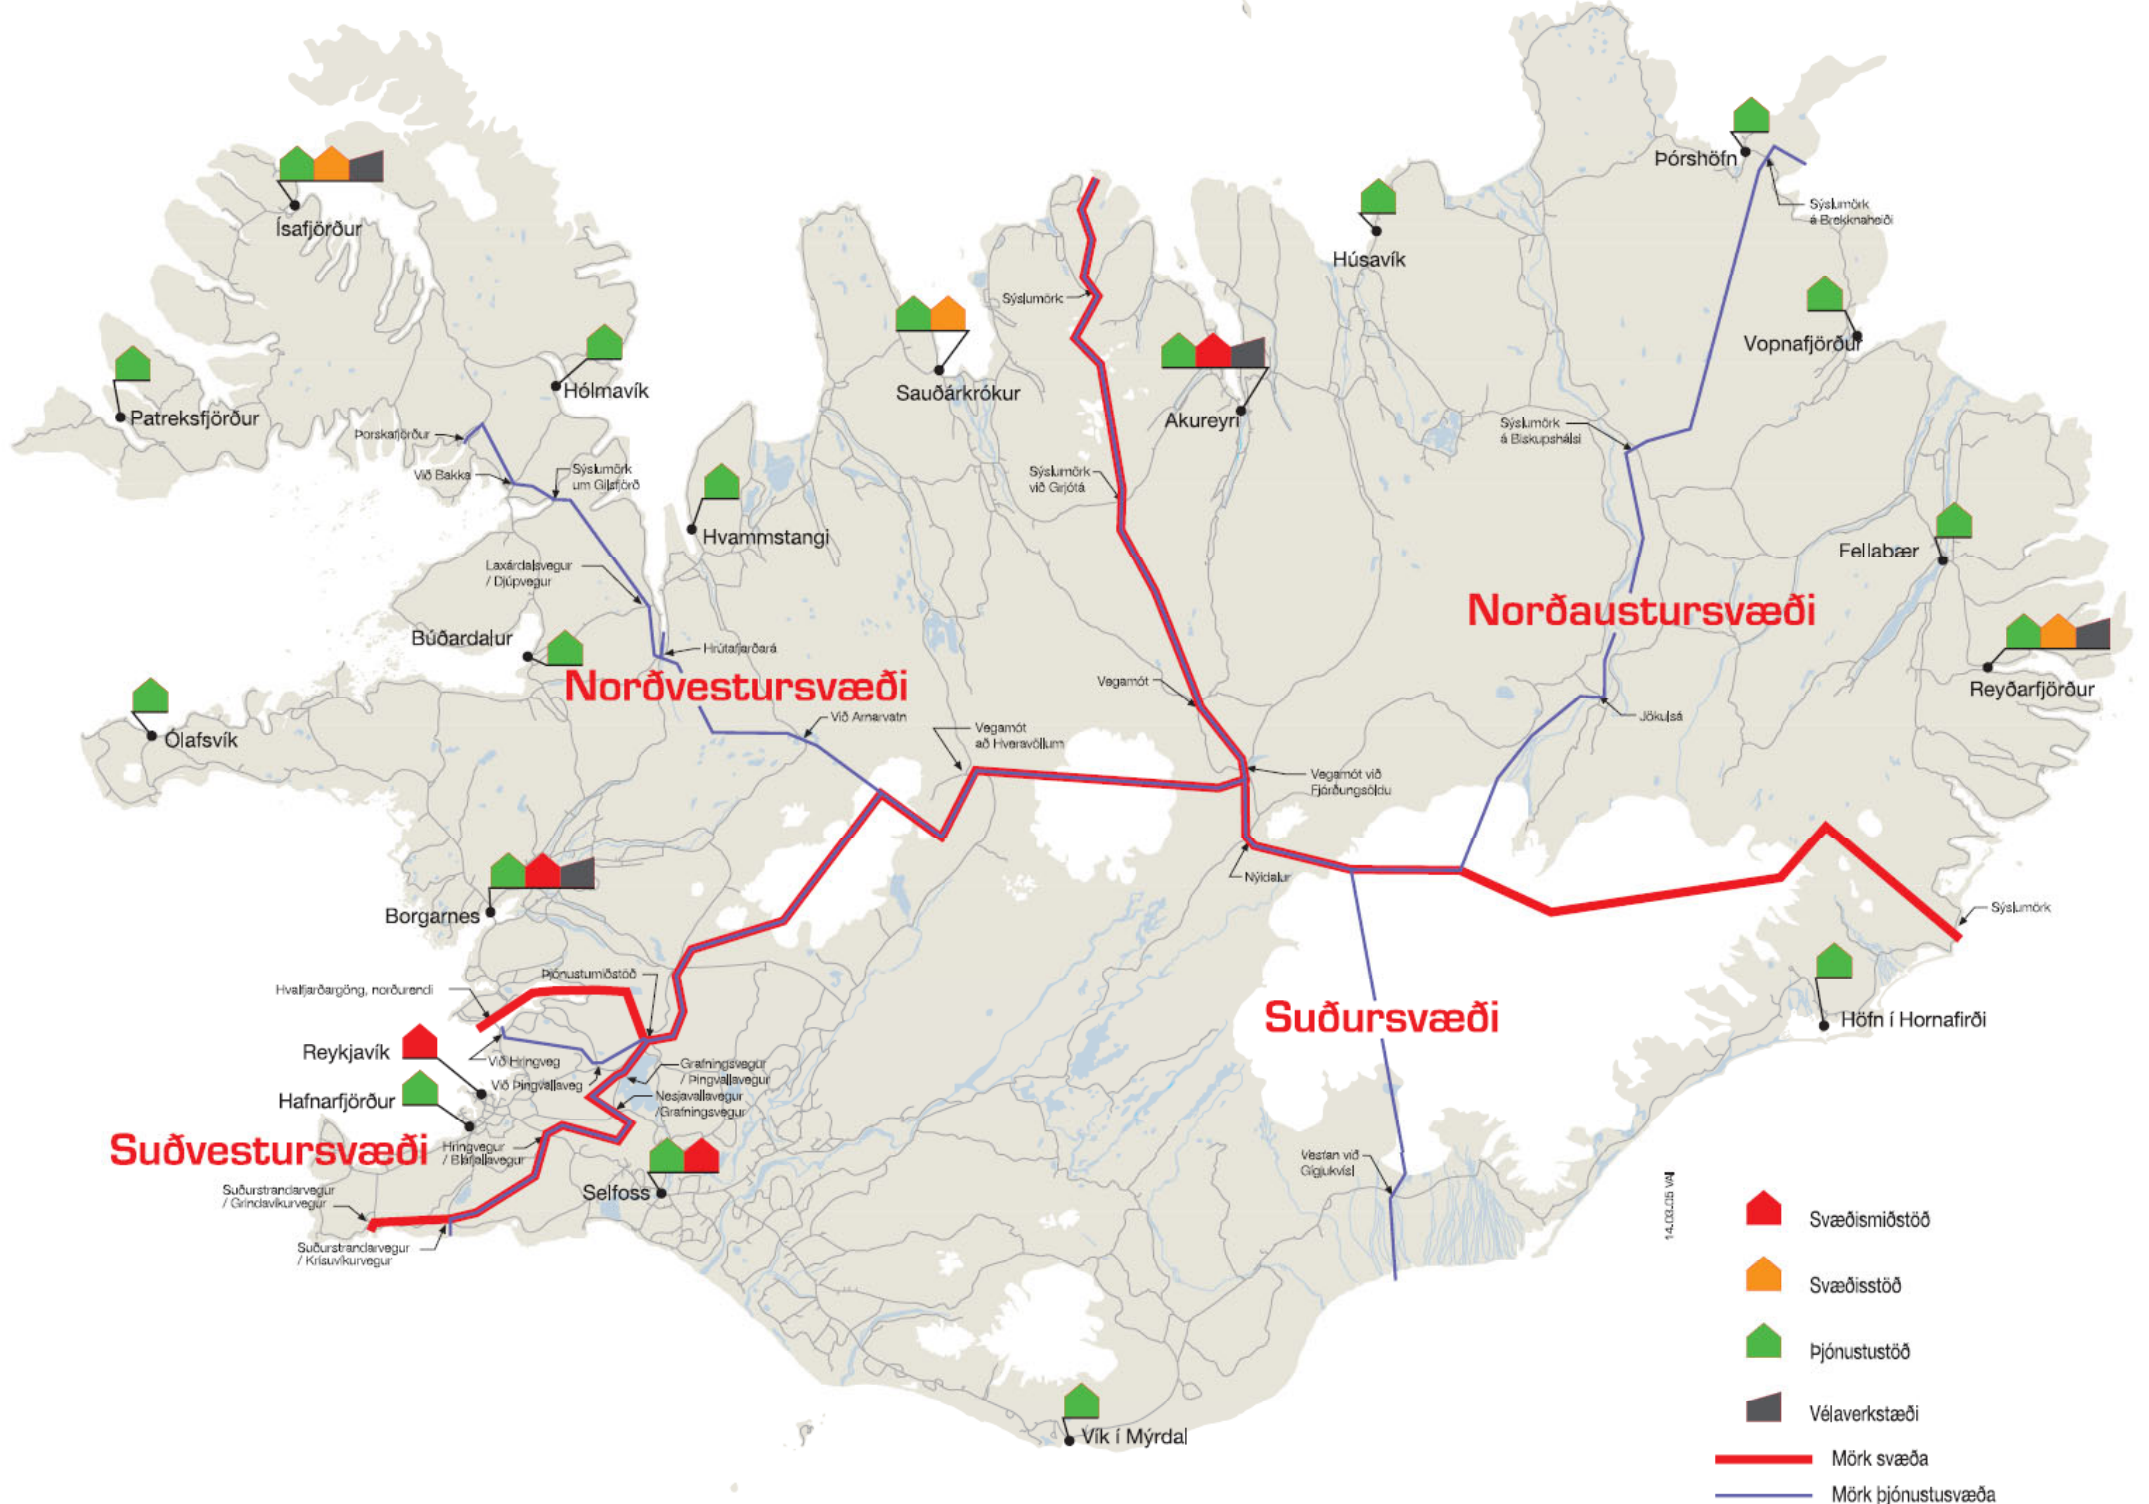 Þórshöfn
Sýslumörk
á Brekknaheiði
Ísafjörður
Húsavík
Sýslumörk
Vopnafjörður
Hólmavík
Sauðárkrókur
Akureyri
Patreksfjörður
Þorskafjörður
Við Bakka
Sýslumörk
um Gilsfjörð
Sýslumörk
við Grjótá
Sýslumörk
á Biskupshálsi
Hvammstangi
Fellabær
Laxárdalsvegur
/ Djúpvegur
Norðaustursvæði
Búðardalur
Hrútafjarðará
Norðvestursvæði
Vegamót
Reyðarfjörður
Ólafsvík
Við Arnarvatn
Vegamót
að Hveravöllum
Jökulsá
Vegamót við
Fjórðungsöldu
Nýidalur
Borgarnes
Sýslumörk
Þjónustumiðstöð
Hvalfjarðargöng, norðurendi
Suðursvæði
Höfn í Hornafirði
Reykjavík
Við Hringveg
Við Þingvallaveg
Grafningsvegur
/ Þingvallavegur
Nesjavallavegur
/Grafningsvegur
Hafnarfjörður
Suðvestursvæði
Hringvegur
/ Bláfjallavegur
Vestan við
Gígjukvísl
Selfoss
Suðurstrandarvegur
/ Grindavíkurvegur
Suðurstrandarvegur
/ Krísuvíkurvegur
14.03.05 VAJ
Vík í Mýrdal
Svæðismiðstöð
Svæðisstöð
Þjónustustöð
Vélaverkstæði
Mörk svæða
Mörk þjónustusvæða